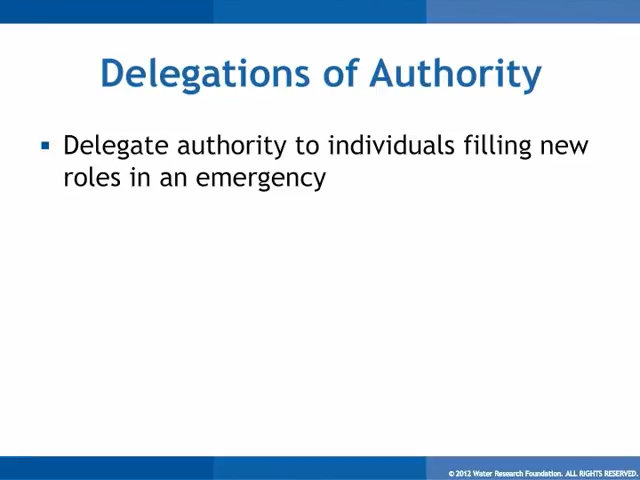 Delegations of Authority
▪ Delegate authority to individuals filling new
roles in an emergency
© 2012 Water Research Foundation. ALL RIGHTS RESERVED.